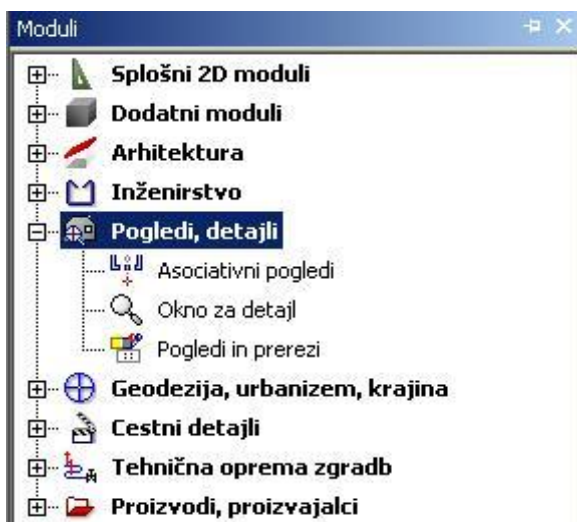 Moduli
Splošni 2D moduli
Dodatni moduli
Arhitektura
Inženirstvo
Pogledi, detajli
Asociativni pogledi
Okno za detajl
Pogledi in prerezi
Geodezija, urbanizem, krajina
Cestni detajli
Tehnična oprema zgradb
Proizvodi, proizvajalci